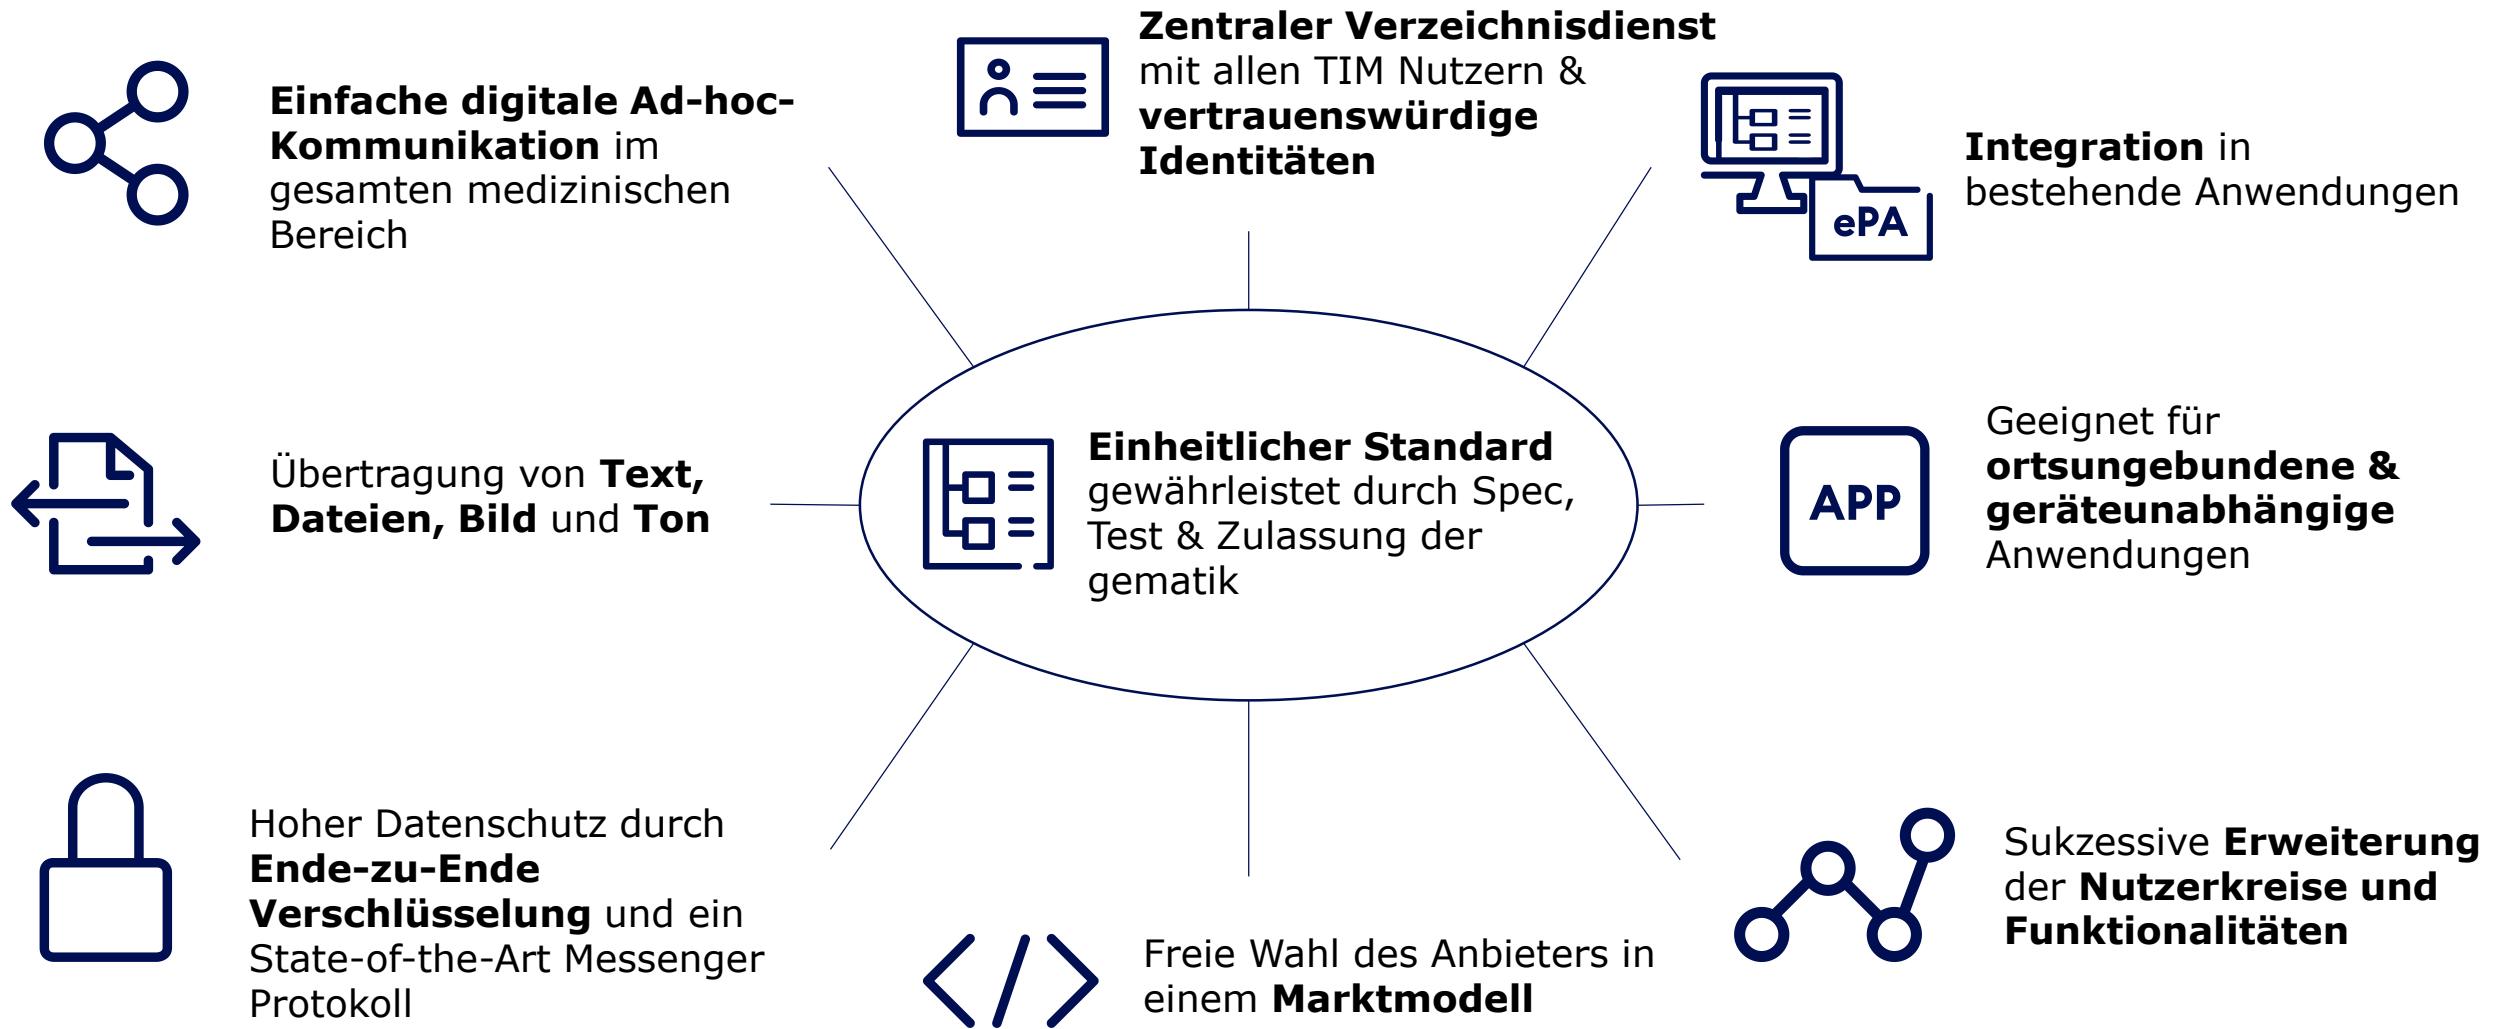 Einfache digitale Ad-hoc-
Kommunikation im
gesamten medizinischen
Bereich
Zentraler Verzeichnisdienst
mit allen TIM Nutzern &
vertrauenswürdige
Identitäten
ePA
Integration in
bestehende Anwendungen
Übertragung von Text,
Dateien, Bild und Ton
Einheitlicher Standard
gewährleistet durch Spec,
Test & Zulassung der
gematik
APP
Geeignet für
ortsungebundene &
geräteunabhängige
Anwendungen
Hoher Datenschutz durch
Ende-zu-Ende
Verschlüsselung und ein
State-of-the-Art Messenger
Protokoll
Freie Wahl des Anbieters in
einem Marktmodell
Sukzessive Erweiterung
der Nutzerkreise und
Funktionalitäten